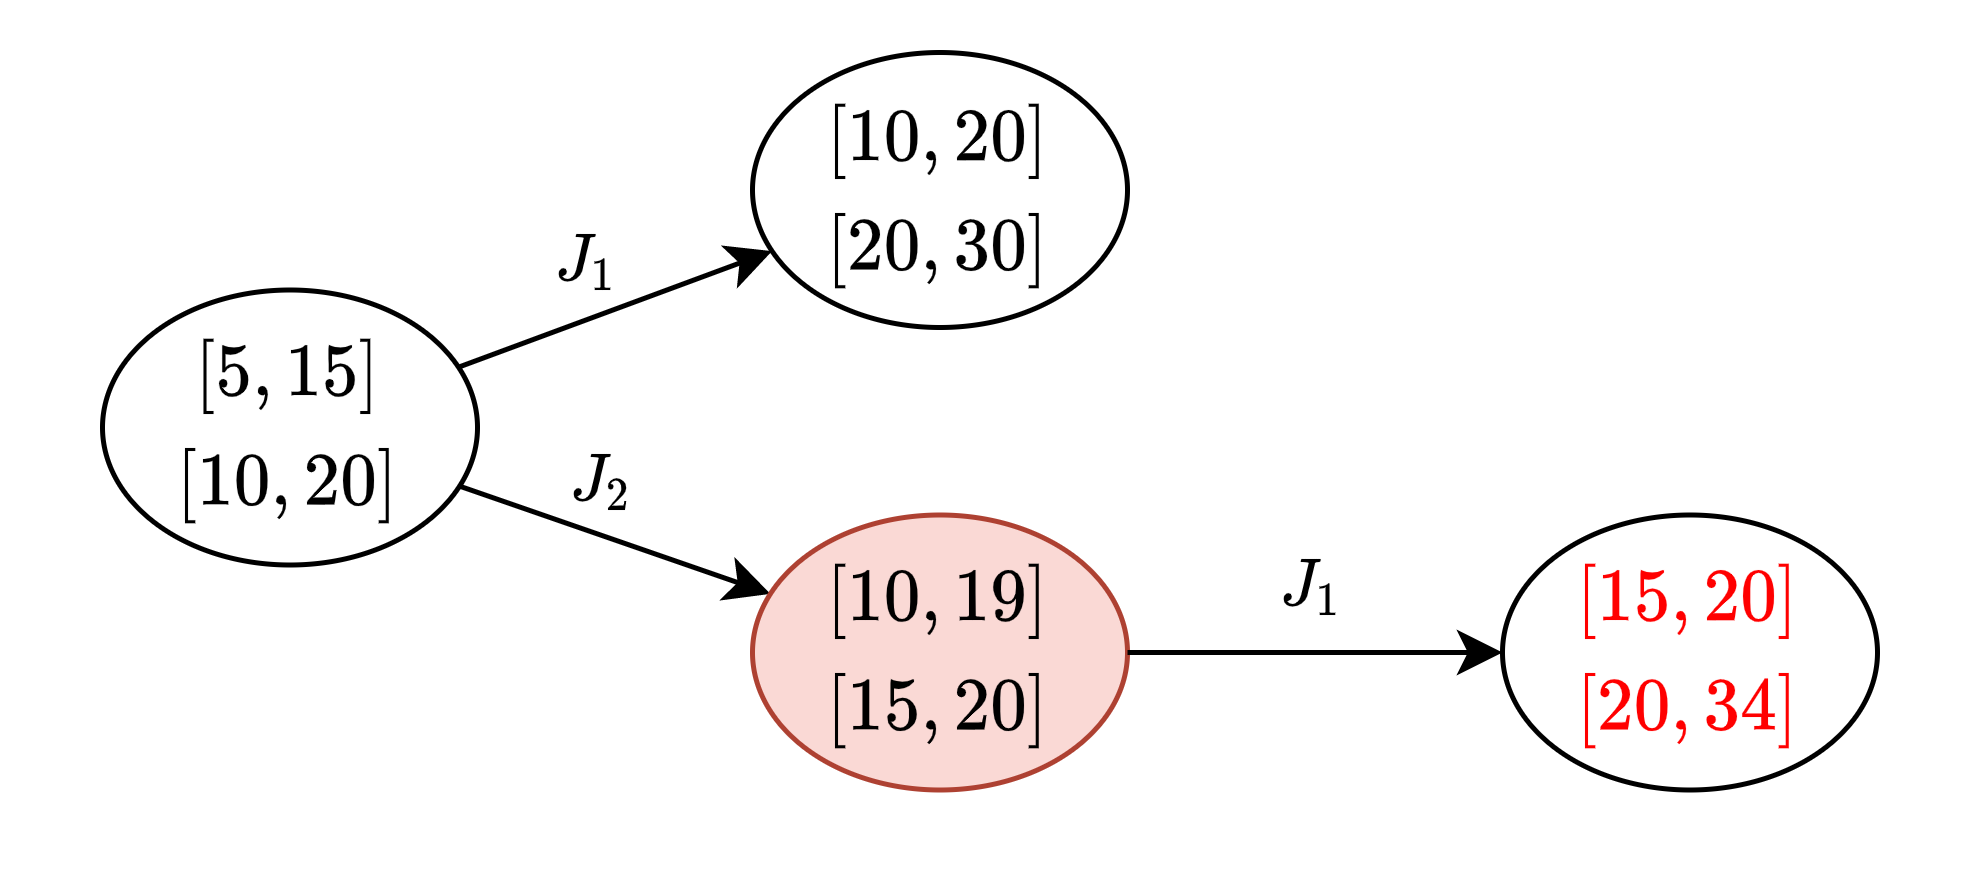 [10, 20]
[20, 30]
J₁
[5, 15]
[10, 20]
J₂
[10, 19]
[15, 20]
J₁
[15, 20]
[20, 34]